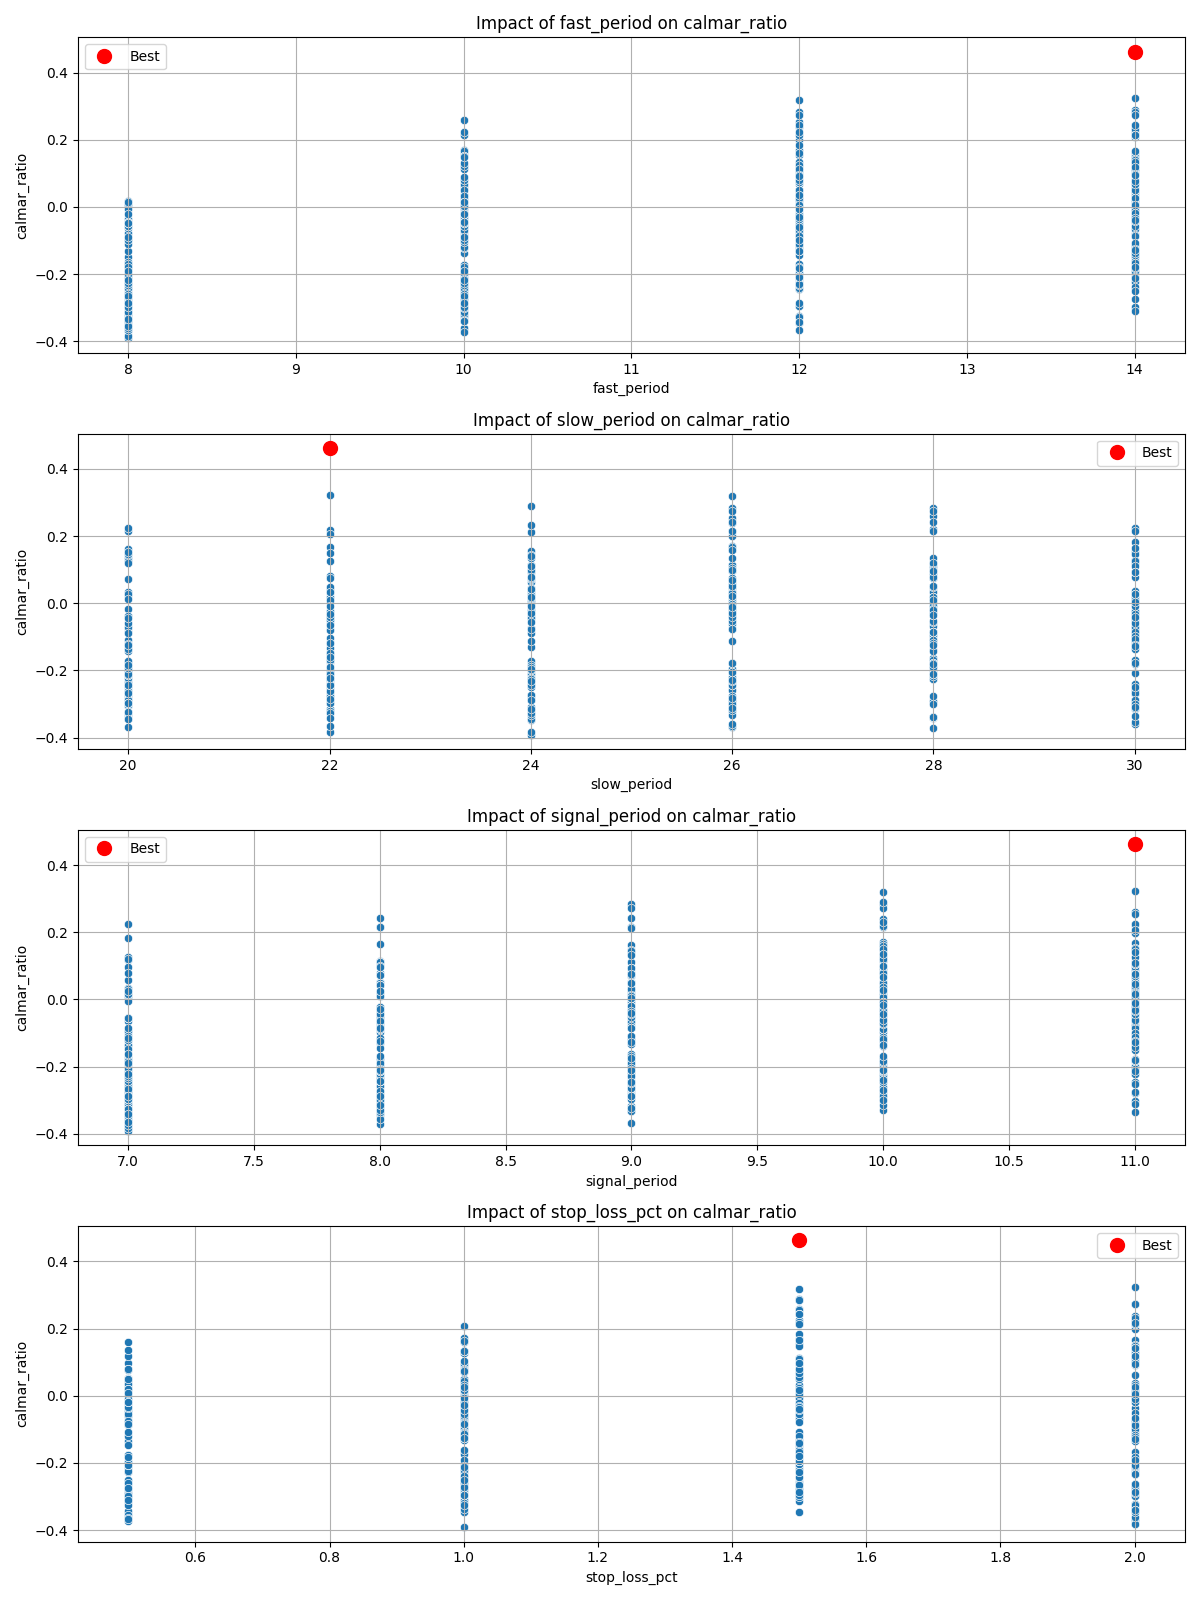 Impact of fast_period on calmar_ratio
Best
calmar_ratio
0.4
0.2
0.0
−0.2
−0.4
8 9 10 11 12 13 14
fast_period
Impact of slow_period on calmar_ratio
Best
calmar_ratio
0.4
0.2
0.0
−0.2
−0.4
20 22 24 26 28 30
slow_period
Impact of signal_period on calmar_ratio
Best
calmar_ratio
0.4
0.2
0.0
−0.2
−0.4
7.0 7.5 8.0 8.5 9.0 9.5 10.0 10.5 11.0
signal_period
Impact of stop_loss_pct on calmar_ratio
Best
calmar_ratio
0.4
0.2
0.0
−0.2
−0.4
0.6 0.8 1.0 1.2 1.4 1.6 1.8 2.0
stop_loss_pct